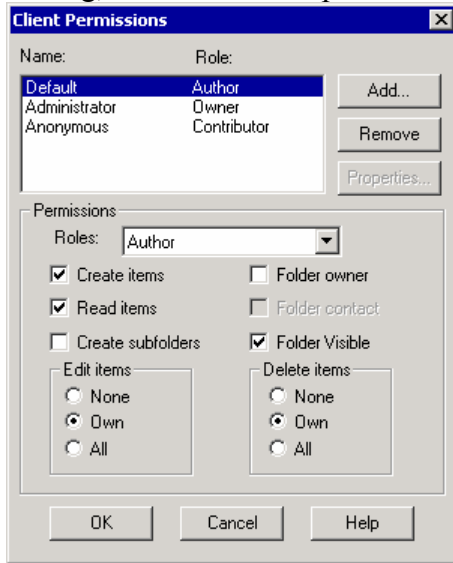 Client Permissions
Name: Role:
Default Author
Administrator Owner
Anonymous Contributor
Add...
Remove
Properties...
Permissions
Roles: Author
Create items Folder owner
Read items Folder contact
Create subfolders Folder Visible
Edit items Delete items
None None
Own Own
All All
OK Cancel Help